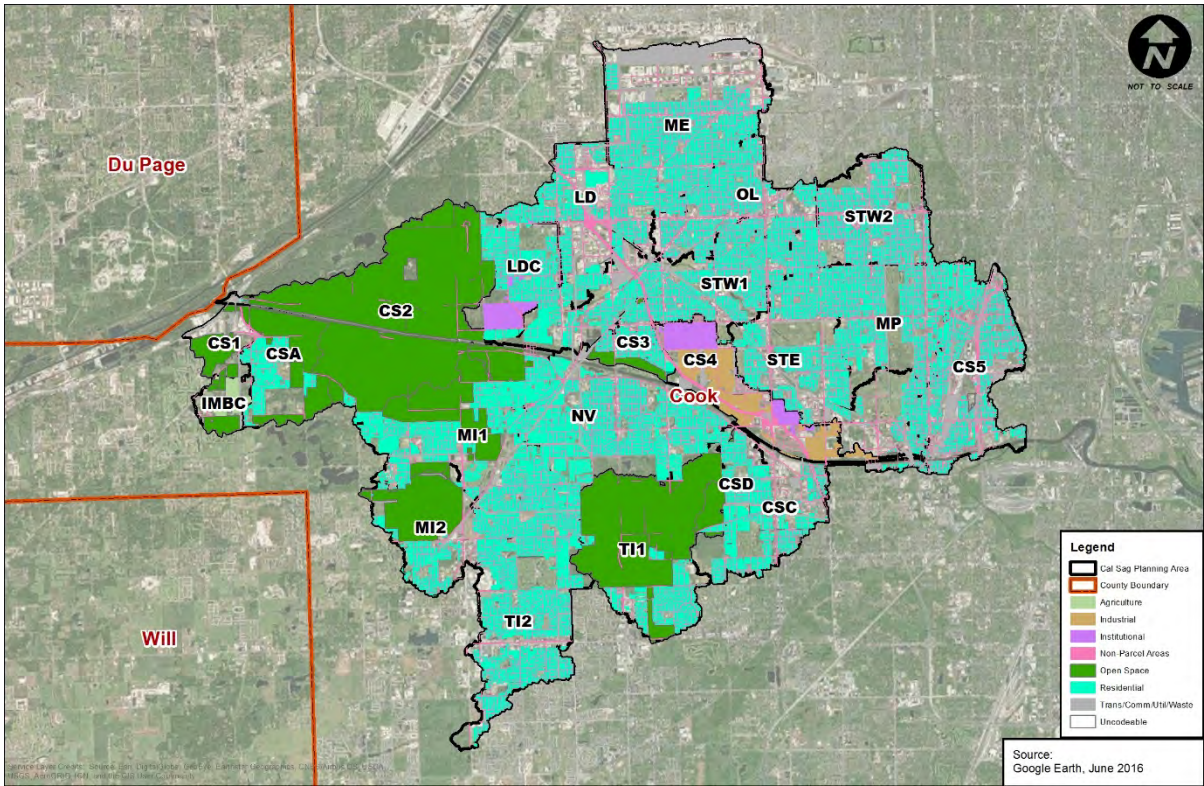 N
NOT TO SCALE
Du Page
ME
LD
OL
STW2
LDC
STW1
CS2
CS1
CSA
CS3
CS4
STE
MP
CS5
IMBC
Cook
NV
MI1
MI2
CSD
CSC
TI1
TI2
Will
Legend
Cal Sag Planning Area
County Boundary
Agriculture
Industrial
Institutional
Non-Parcel Areas
Open Space
Residential
Trans/Comm/Util/Waste
Uncodeable
Source:
Google Earth, June 2016